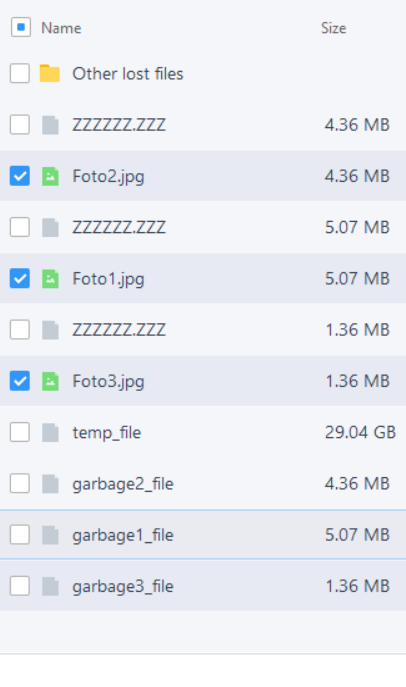 Name Size
Other lost files
ZZZZZZ.ZZZ 4.36 MB
Foto2.jpg 4.36 MB
ZZZZZZ.ZZZ 5.07 MB
Foto1.jpg 5.07 MB
ZZZZZZ.ZZZ 1.36 MB
Foto3.jpg 1.36 MB
temp_file 29.04 GB
garbage2_file 4.36 MB
garbage1_file 5.07 MB
garbage3_file 1.36 MB